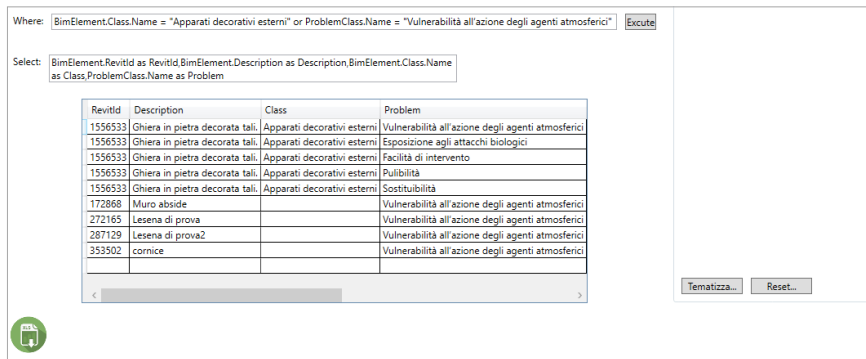 Where: BimElement.Class.Name = "Apparati decorativi esterni" or ProblemClass.Name = "Vulnerabilità all'azione degli agenti atmosferici" Excute
Select: BimElement.RevitId as RevitId,BimElement.Description as Description,BimElement.Class.Name
as Class,ProblemClass.Name as Problem
RevitId Description Class Problem
1556533 Ghiera in pietra decorata tali. Apparati decorativi esterni Vulnerabilità all'azione degli agenti atmosferici
1556533 Ghiera in pietra decorata tali. Apparati decorativi esterni Esposizione agli attacchi biologici
1556533 Ghiera in pietra decorata tali. Apparati decorativi esterni Facilità di intervento
1556533 Ghiera in pietra decorata tali. Apparati decorativi esterni Pulibilità
1556533 Ghiera in pietra decorata tali. Apparati decorativi esterni Sostituibilità
172868 Muro abside Vulnerabilità all'azione degli agenti atmosferici
272165 Lesena di prova Vulnerabilità all'azione degli agenti atmosferici
287129 Lesena di prova2 Vulnerabilità all'azione degli agenti atmosferici
353502 cornice Vulnerabilità all'azione degli agenti atmosferici
Tematizza... Reset...